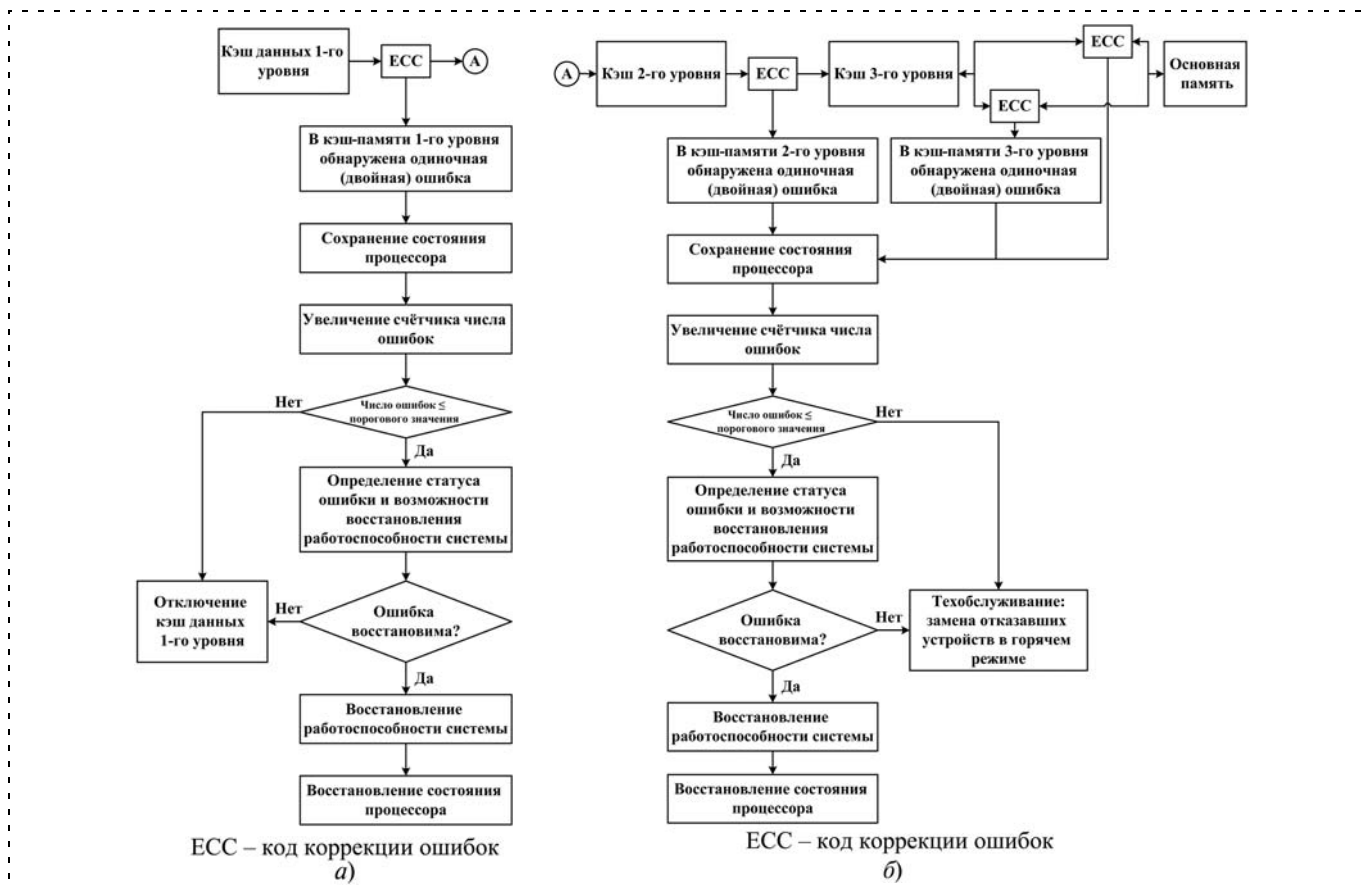 Кэш данных 1-го
уровня
ECC
А
В кэш-памяти 1-го уровня
обнаружена одиночная
(двойная) ошибка
Сохранение состояния
процессора
Увеличение счётчика числа
ошибок
Число ошибок ≤
порогового значения
Нет
Да
Определение статуса
ошибки и возможности
восстановления
работоспособности системы
Отключение
кэш данных
1-го уровня
Нет
Ошибка
восстановима?
Да
Восстановление
работоспособности системы
Восстановление состояния
процессора
ECC – код коррекции ошибок
а)
А
Кэш 2-го уровня
ECC
Кэш 3-го уровня
ECC
ECC
Основная
память
В кэш-памяти 2-го уровня
обнаружена одиночная
(двойная) ошибка
В кэш-памяти 3-го уровня
обнаружена одиночная
(двойная) ошибка
Сохранение состояния
процессора
Увеличение счётчика числа
ошибок
Число ошибок ≤
порогового значения
Нет
Да
Определение статуса
ошибки и возможности
восстановления
работоспособности системы
Ошибка
восстановима?
Нет
Техобслуживание:
замена отказавших
устройств в горячем
режиме
Да
Восстановление
работоспособности системы
Восстановление состояния
процессора
ECC – код коррекции ошибок
б)